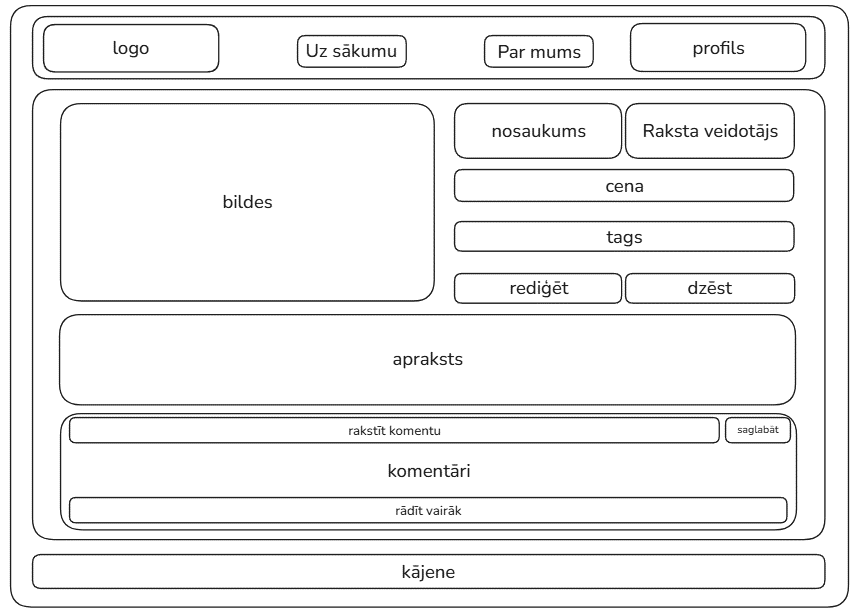 logo
Uz sākumu
Par mums
profils
bildes
nosaukums
Raksta veidotājs
cena
tags
rediģēt
dzēst
apraksts
rakstīt komentu
saglabāt
komentāri
rādīt vairāk
kājene